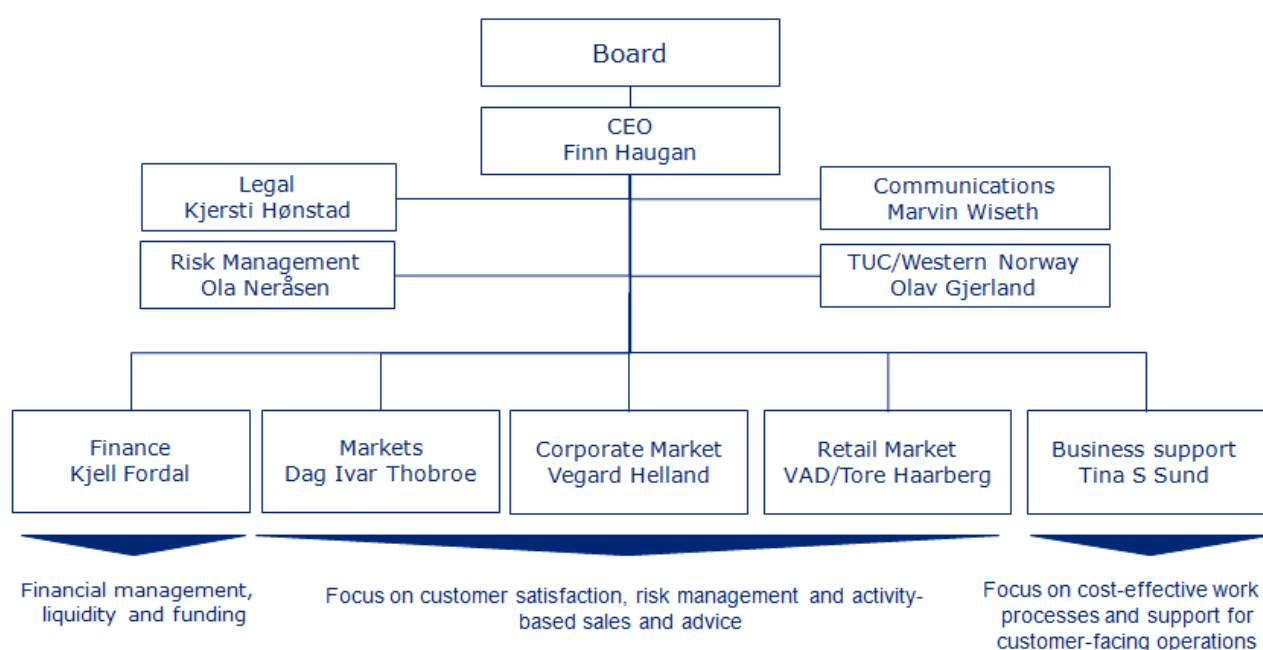 Board
CEO
Finn Haugan
Legal
Kjersti Hønstad
Communications
Marvin Wiseth
Risk Management
Ola Neråsen
TUC/Western Norway
Olav Gjerland
Finance
Kjell Fordal
Markets
Dag Ivar Thobroe
Corporate Market
Vegard Helland
Retail Market
VAD/Tore Haarberg
Business support
Tina S Sund
Financial management,
liquidity and funding
Focus on customer satisfaction, risk management and activity-
based sales and advice
Focus on cost-effective work
processes and support for
customer-facing operations